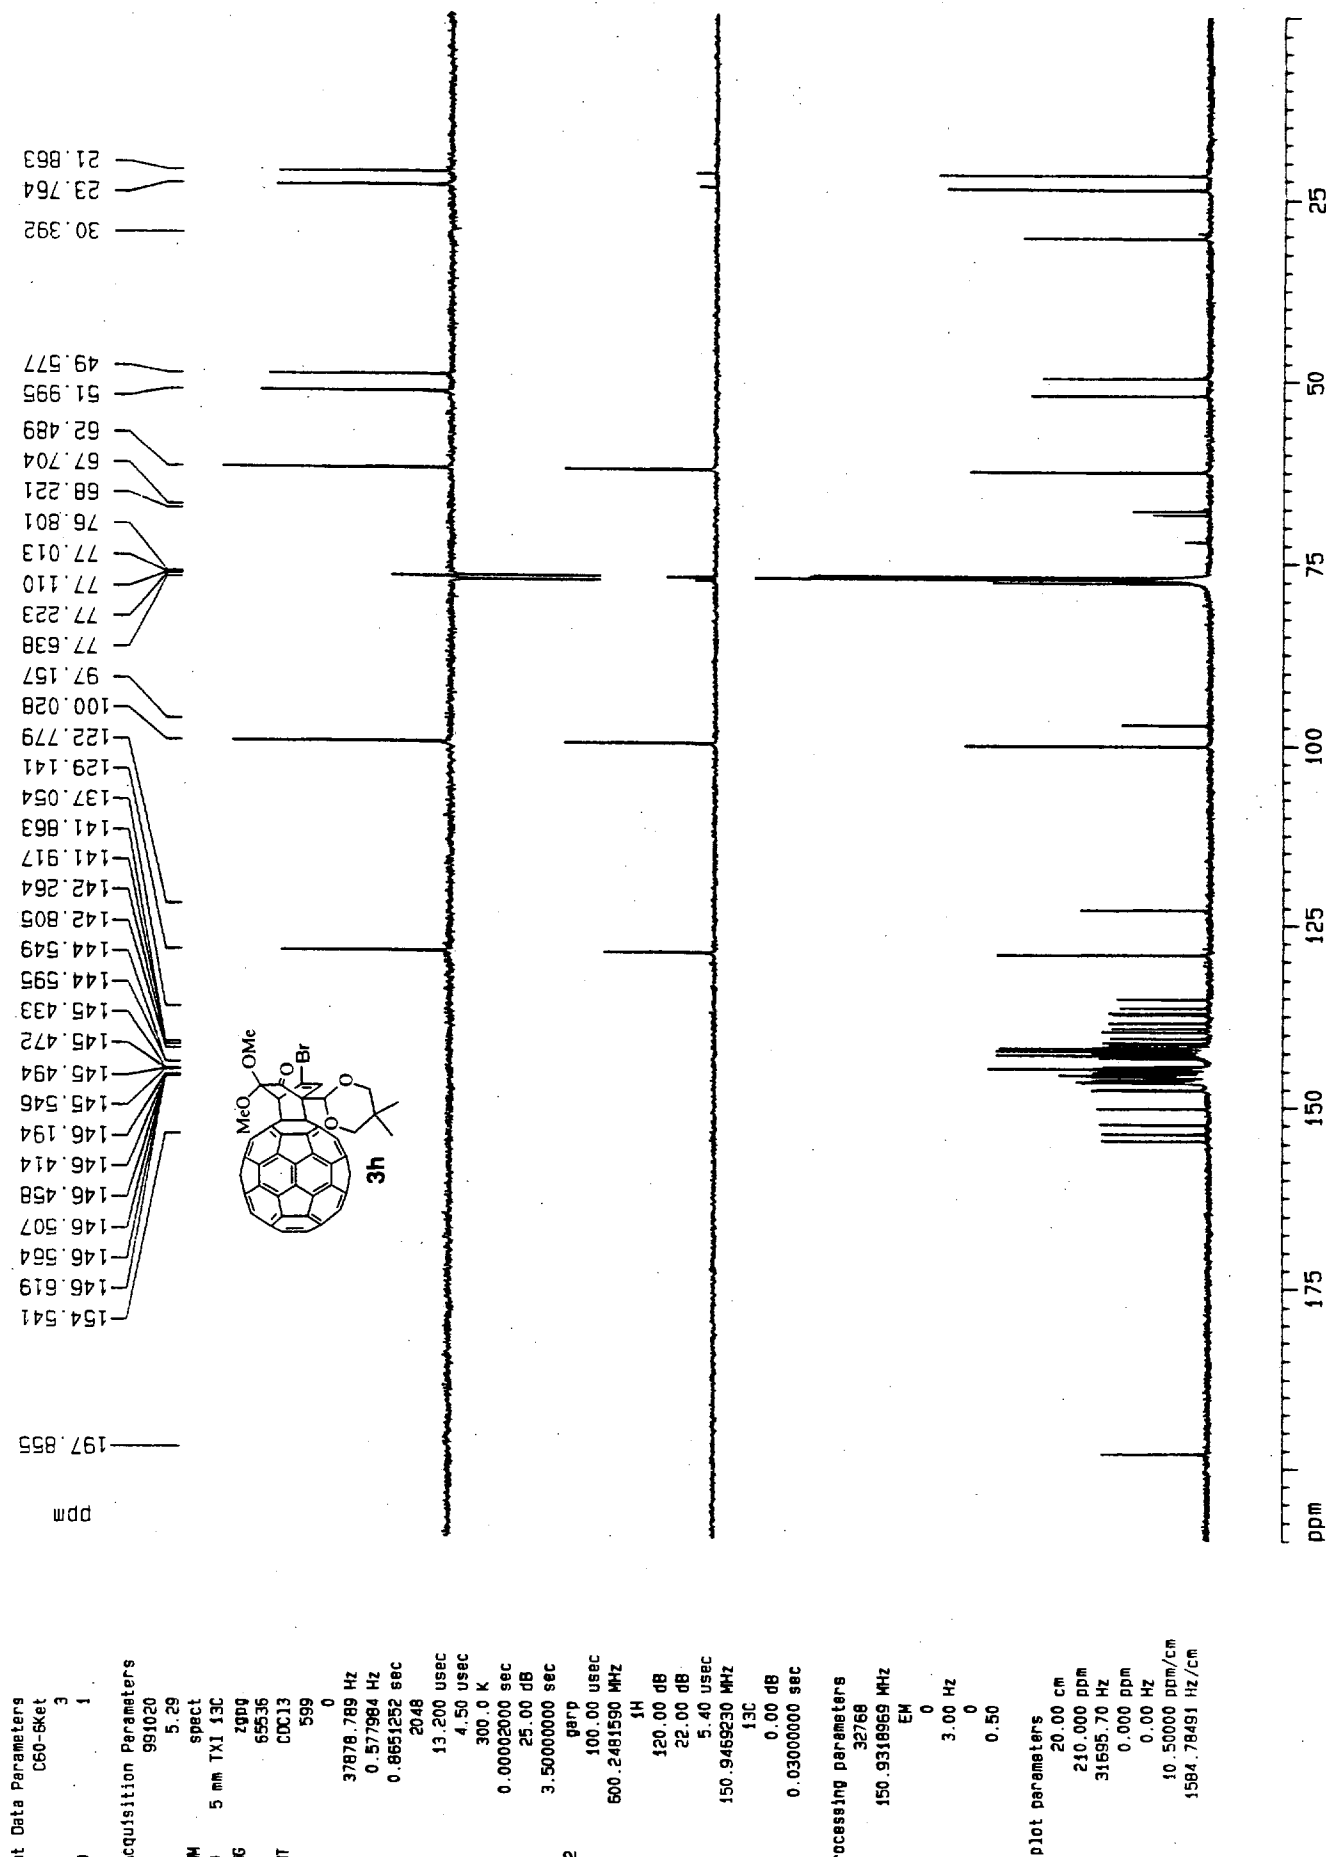 21.863
23.764
30.392
49.577
51.995
62.489
67.704
68.221
76.801
77.013
77.110
77.223
77.638
97.157
100.028
122.779
129.141
137.054
141.863
141.917
142.264
142.805
144.549
144.595
145.433
145.472
145.494
145.546
146.194
146.414
146.458
146.507
146.564
146.619
154.541
197.855
ppm
MeO
OMe
O
Br
O
O
3h
25
50
75
100
125
150
175
ppm
nt Data Parameters
C60-6Ket
3
1
cquisition Parameters
991020
5.29
spect
5 mm TXI 13C
zgpg
65536
CDCl3
599
0
37878.789 Hz
0.577984 Hz
0.8651252 sec
2048
13.200 usec
4.50 usec
300.0 K
0.00002000 sec
25.00 dB
3.50000000 sec
garp
100.00 usec
600.2481590 MHz
1H
120.00 dB
22.00 dB
5.40 usec
150.9469230 MHz
13C
0.00 dB
0.03000000 sec
ocessing parameters
32768
150.9318969 MHz
EM
0
3.00 Hz
0
0.50
plot parameters
20.00 cm
210.000 ppm
31695.70 Hz
0.000 ppm
0.00 Hz
10.50000 ppm/cm
1584.78491 Hz/cm